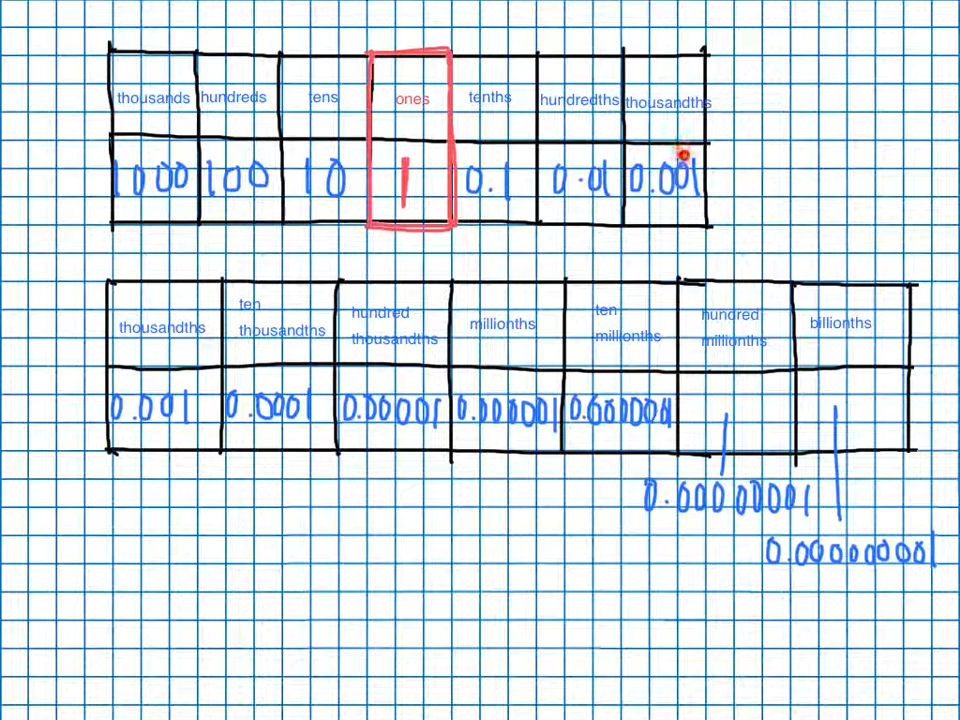 thousands hundreds tens ones tenths hundredths thousandths
1000 100 10 1 0.1 0.01 0.001
thousandths ten thousandths hundred thousandths millionths ten millionths hundred millionths billionths
0.001 0.0001 0.00001 0.000001 0.0000001
0.00000001
0.000000001